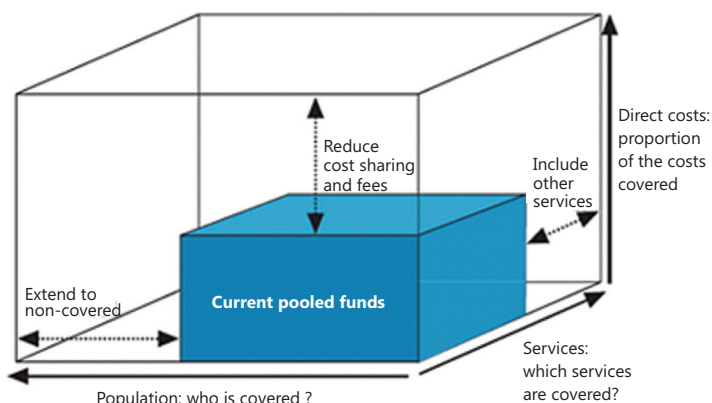 Direct costs:
proportion
of the costs
covered
Reduce
cost sharing
and fees
Include
other
services
Extend to
non-covered
Current pooled funds
Services:
which services
are covered?
Population: who is covered ?